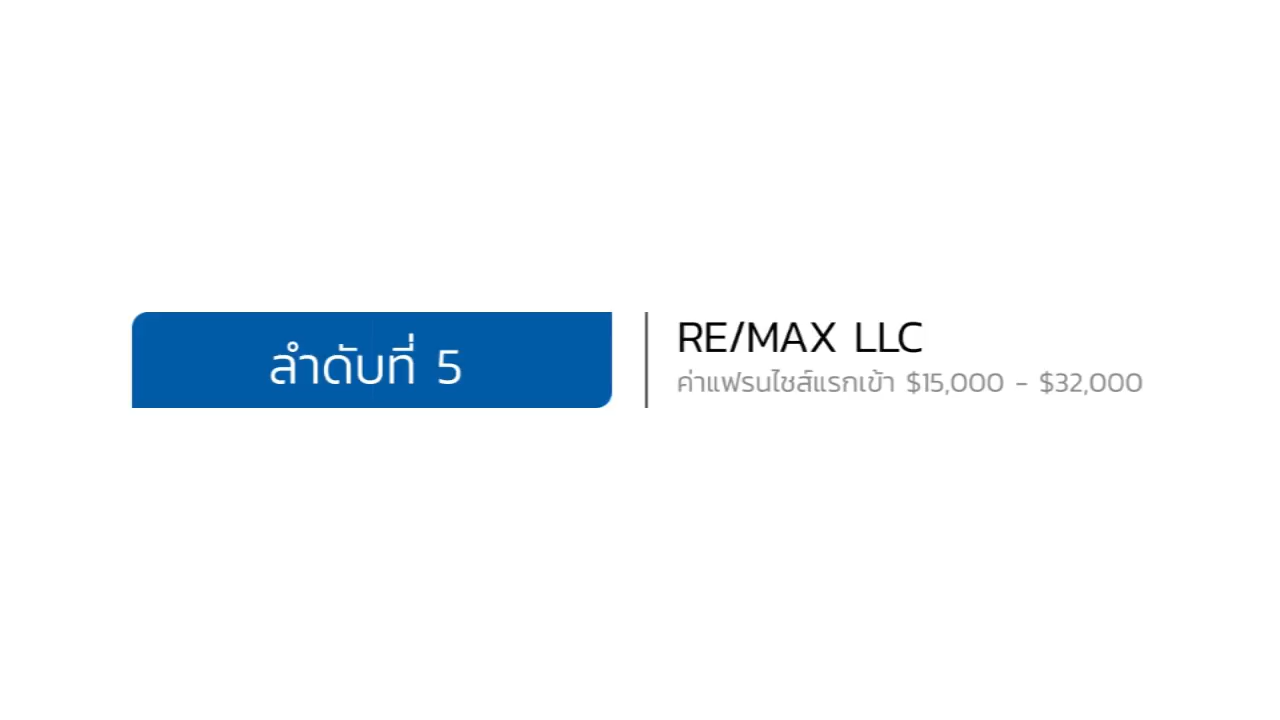 ลำดับที่ 5
RE/MAX LLC
ค่าแฟรนไชส์แรกเข้า $15,000 - $32,000